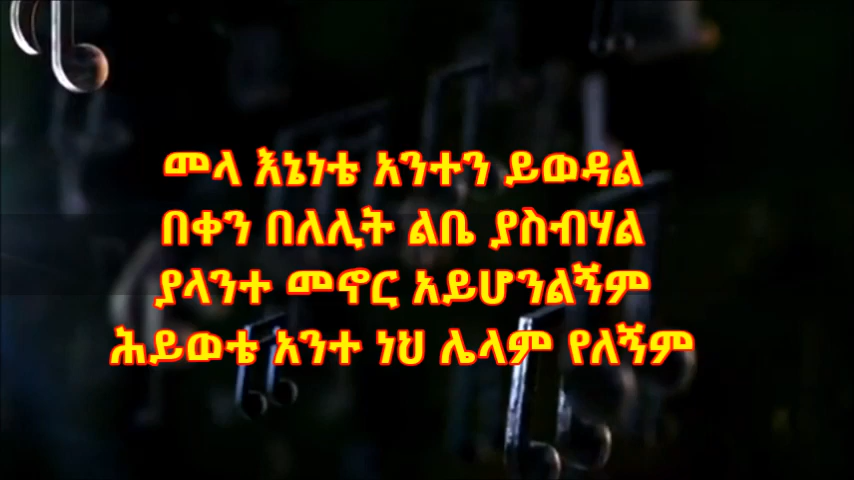 መላ እኔነቴ አንተን ይወዳል
በቀን በለሊት ልቤ ያስብሃል
ያላንተ መኖር አይሆንልኝም
ሕይወቴ አንተ ነህ ሌላም የለኝም